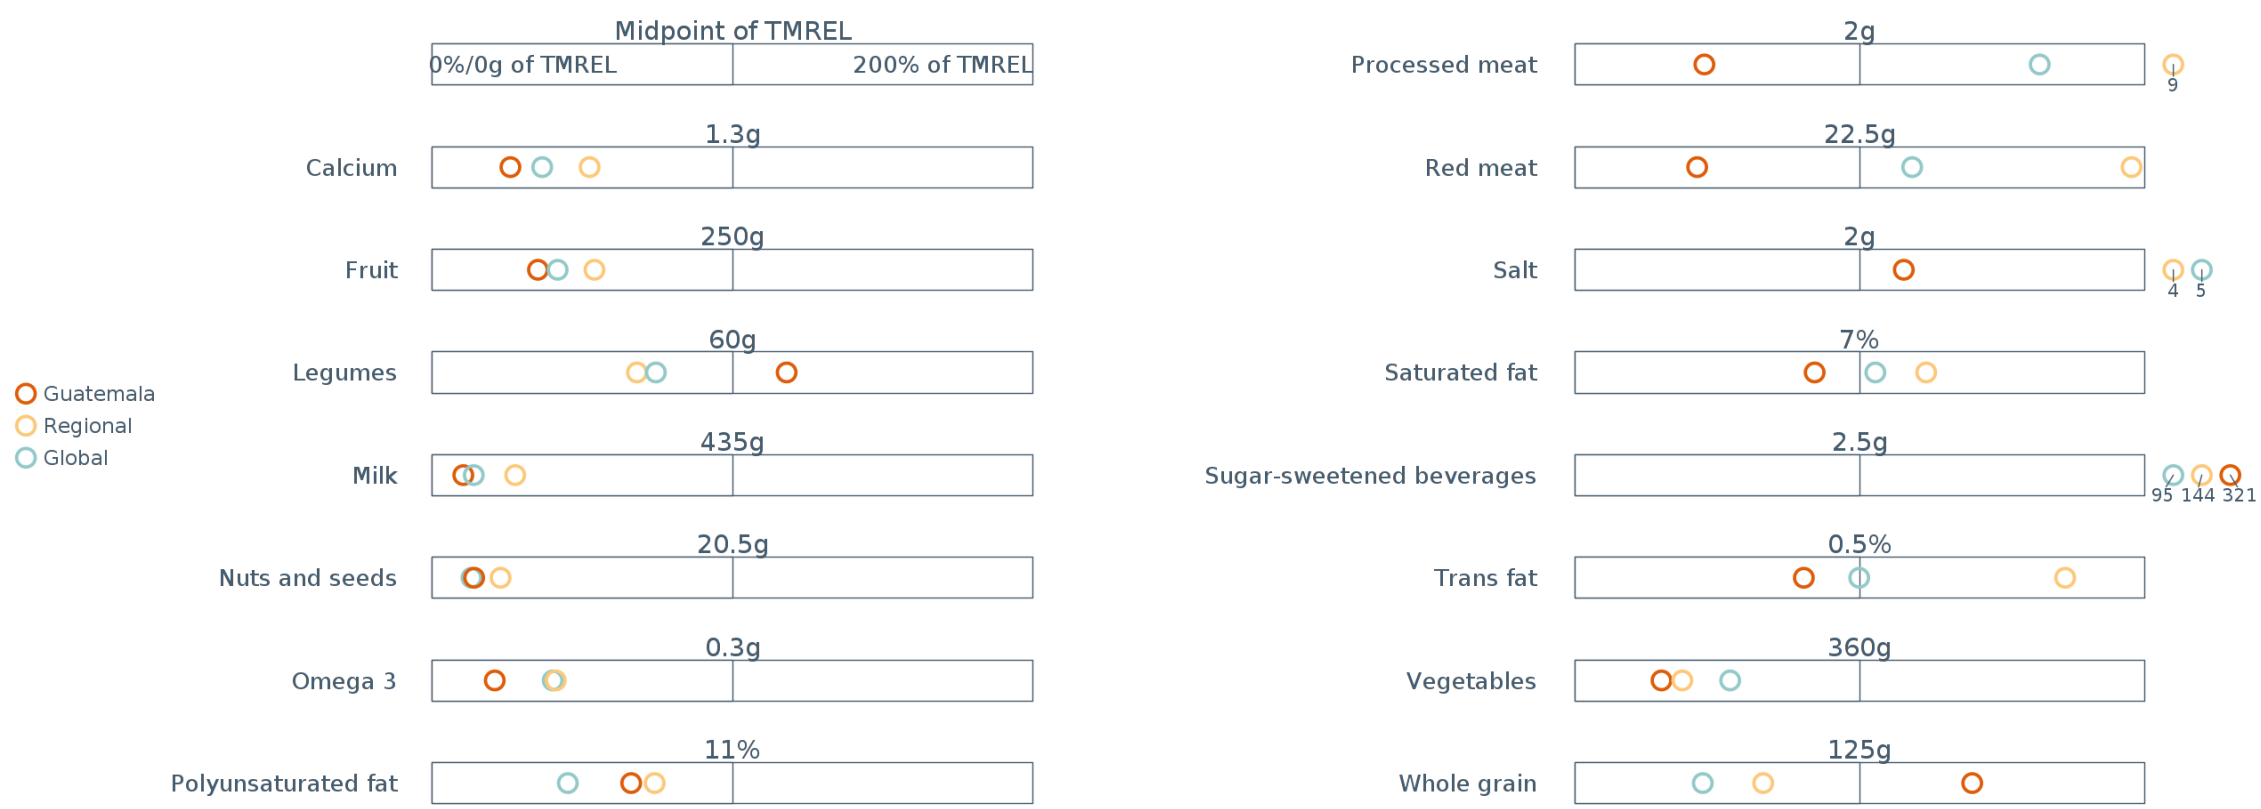 Midpoint of TMREL
0%/0g of TMREL 200% of TMREL
Calcium
1.3g
Fruit
250g
Legumes
60g
Milk
435g
Nuts and seeds
20.5g
Omega 3
0.3g
Polyunsaturated fat
11%
Guatemala
Regional
Global
Processed meat
2g
9
Red meat
22.5g
Salt
2g
4 5
Saturated fat
7%
Sugar-sweetened beverages
2.5g
95 144 321
Trans fat
0.5%
Vegetables
360g
Whole grain
125g